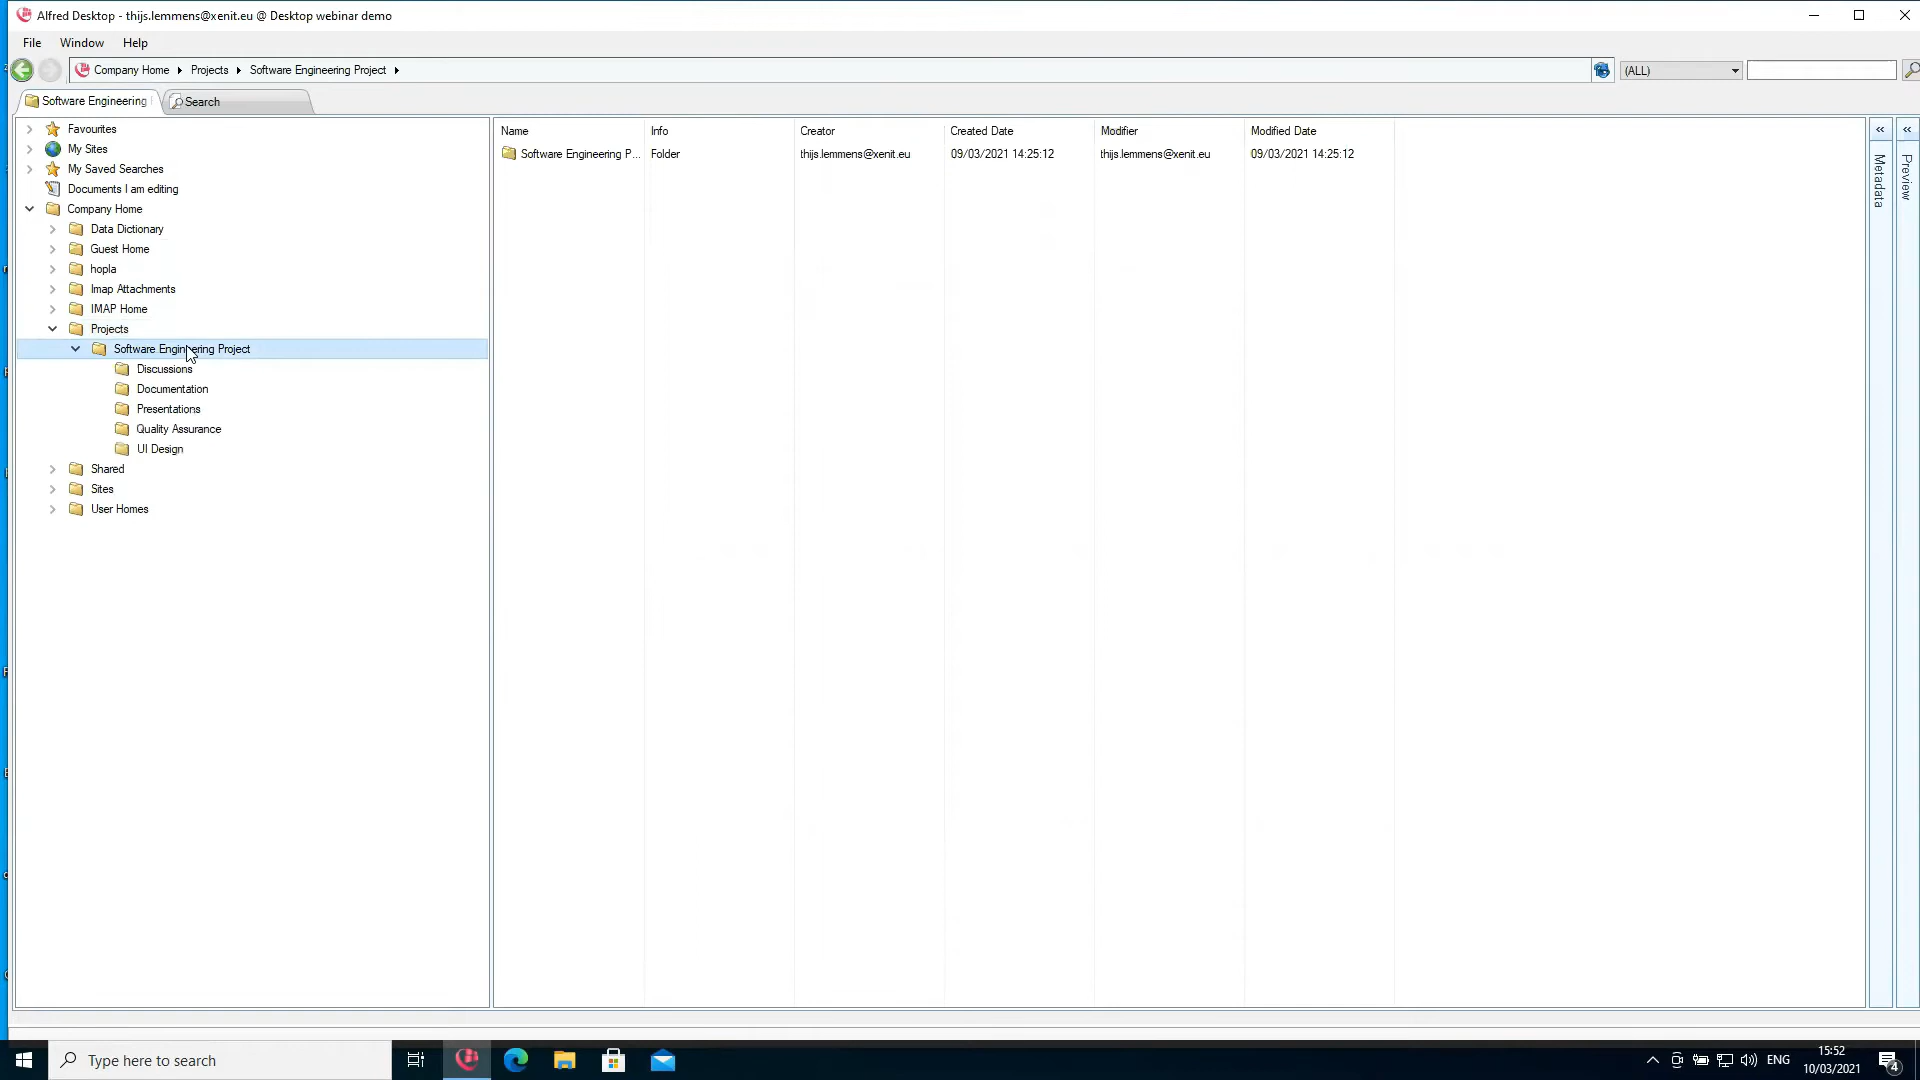 Alfred Desktop - thijs.lemmens@xenit.eu @ Desktop webinar demo
File Window Help
Company Home Projects Software Engineering Project (ALL)
Software Engineering Search
Favourites
My Sites
My Saved Searches
Documents I am editing
Company Home
Data Dictionary
Guest Home
hopla
Imap Attachments
IMAP Home
Projects
Software Engineering Project
Discussions
Documentation
Presentations
Quality Assurance
UI Design
Shared
Sites
User Homes
Name Info Creator Created Date Modifier Modified Date
Software Engineering P... Folder thijs.lemmens@xenit.eu 09/03/2021 14:25:12 thijs.lemmens@xenit.eu 09/03/2021 14:25:12
Metadata
Preview
Type here to search
ENG
15:52
10/03/2021
4